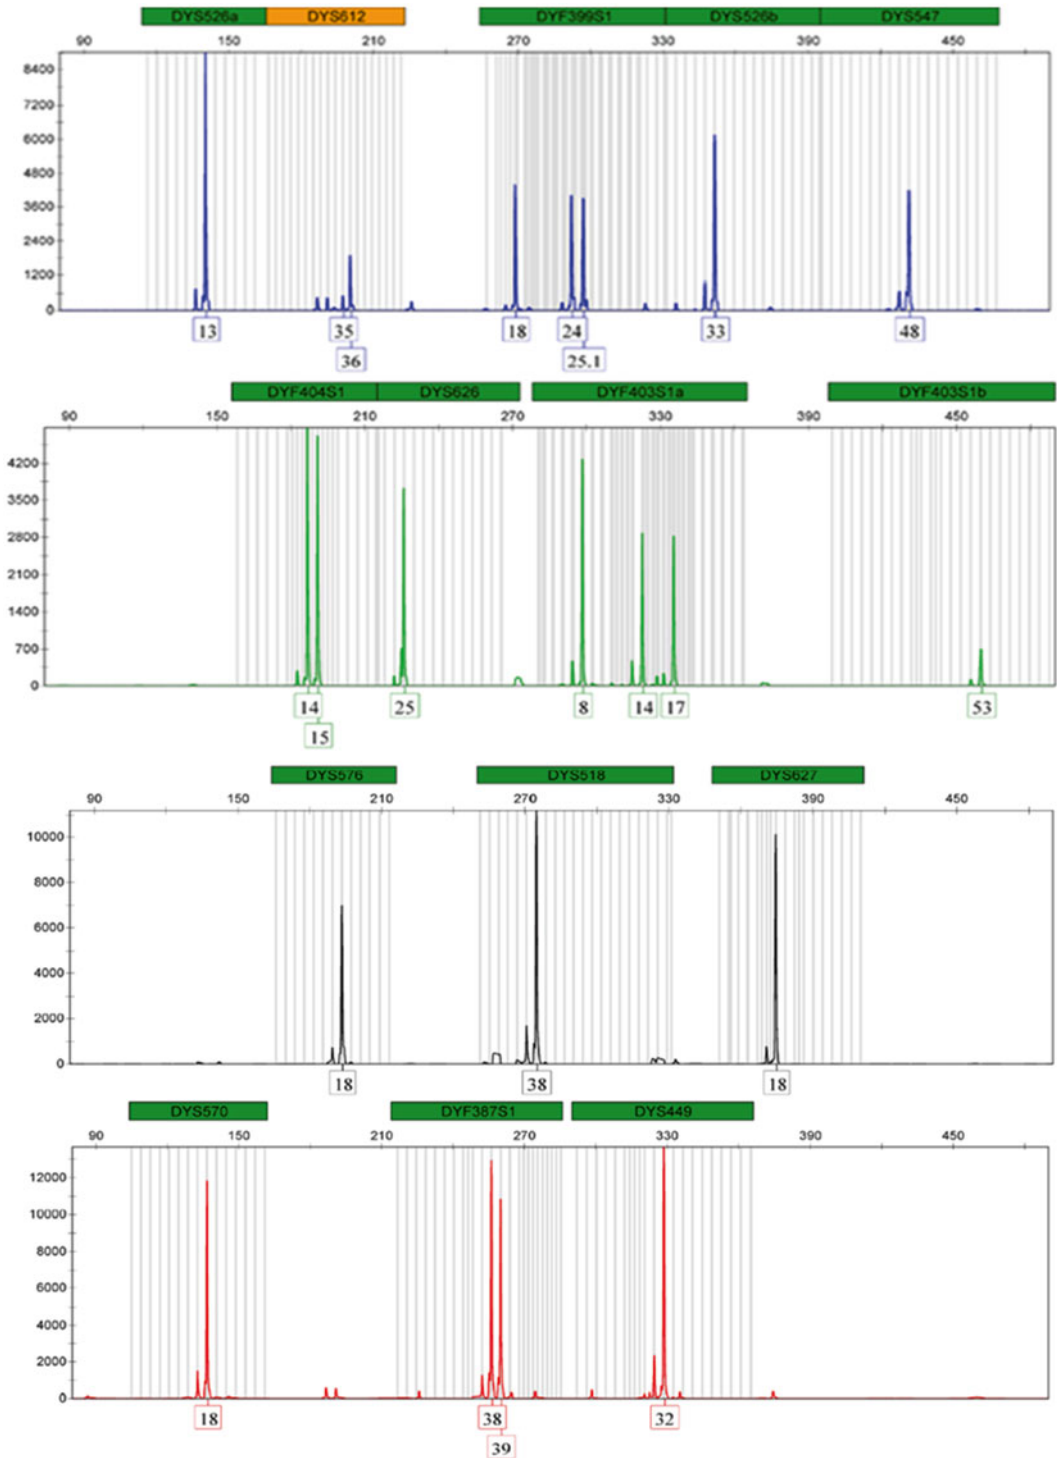 DYS526a DYS612 DYF399S1 DYS526b DYS547
90 150 210 270 330 390 450
8400
7200
6000
4800
3600
2400
1200
0
13 35 18 24 33 48
36 25.1
DYF404S1 DYS626 DYF403S1a DYF403S1b
90 150 210 270 330 390 450
4200
3500
2800
2100
1400
700
0
14 25 8 14 17 53
15
DYS576 DYS518 DYS627
90 150 210 270 330 390 450
10000
8000
6000
4000
2000
0
18 38 18
DYS570 DYF387S1 DYS449
90 150 210 270 330 390 450
12000
10000
8000
6000
4000
2000
0
18 38 32
39